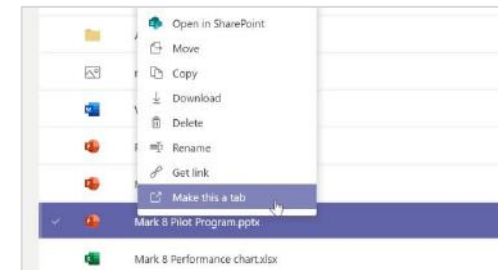 Open in SharePoint
Move
Copy
Download
Delete
Rename
Get link
Make this a tab
Mark 8 Pilot Program.pptx
Mark 8 Performance chart.xlsx